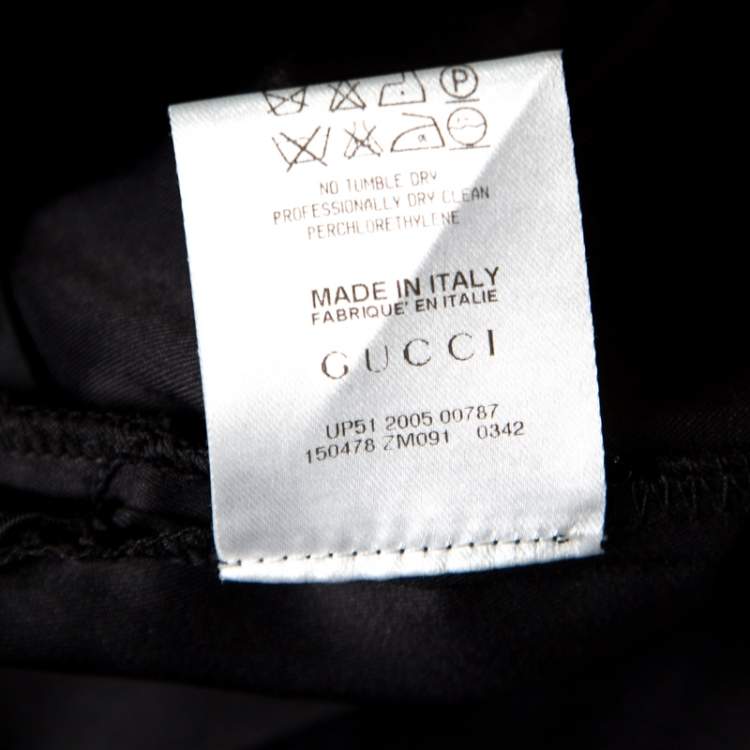 P
NO TUMBLE DRY
PROFESSIONALLY DRY CLEAN
PERCHLORETHYLENE
MADE IN ITALY
FABRIQUE' EN ITALIE
GUCCI
UP51 2005 00787
150478 ZM091 0342